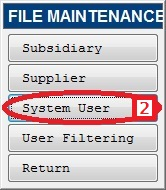 FILE MAINTENANCE
Subsidiary
Supplier
System User 2
User Filtering
Return